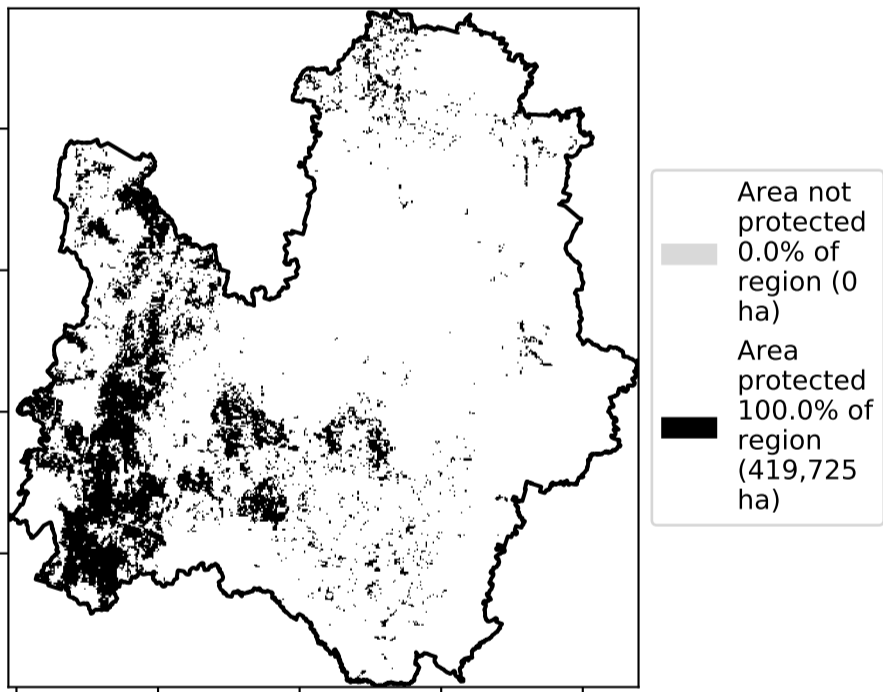 Area not
protected
0.0% of
region (0
ha)
Area
protected
100.0% of
region
(419,725
ha)